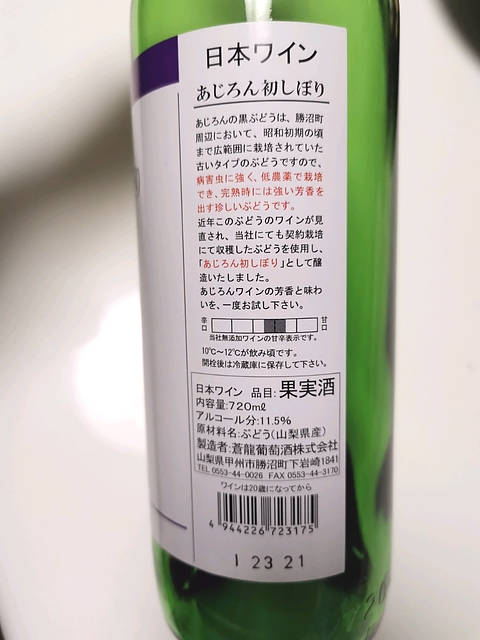 日本ワイン
あじろん初しぼり
あじろんの黒ぶどうは、勝沼町
周辺において、昭和初期の頃
まで広範囲に栽培されていた
古いタイプのぶどうですので、
病害虫に強く、低農薬で栽培
でき、完熟時には強い芳香を
出す珍しいぶどうです。
近年このぶどうのワインが見
直され、当社にても契約栽培
にて収穫したぶどうを使用し、
「あじろん初しぼり」として醸
造いたしました。
あじろんワインの芳香と味わ
いを、一度お試し下さい。
辛口 甘口
当社無添加ワインの甘辛表示です。
10℃～12℃が飲み頃です。
開栓後は冷蔵庫に保存して下さい。
日本ワイン 品目:果実酒
内容量:720mℓ
アルコール分:11.5%
原材料名:ぶどう(山梨県産)
製造者:蒼龍葡萄酒株式会社
山梨県甲州市勝沼町下岩崎1841
TEL 0553-44-0026 FAX 0553-44-3170
ワインは20歳になってから
4 944226 723175
1 23 21